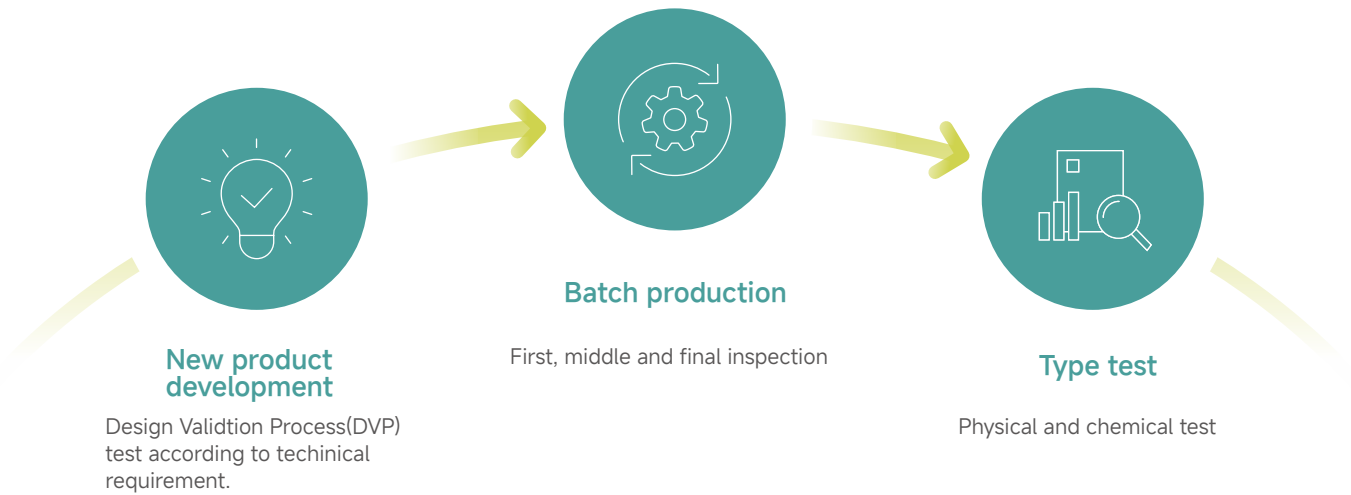 New product
development
Design Validtion Process(DVP)
test according to techinical
requirement.
Batch production
First, middle and final inspection
Type test
Physical and chemical test